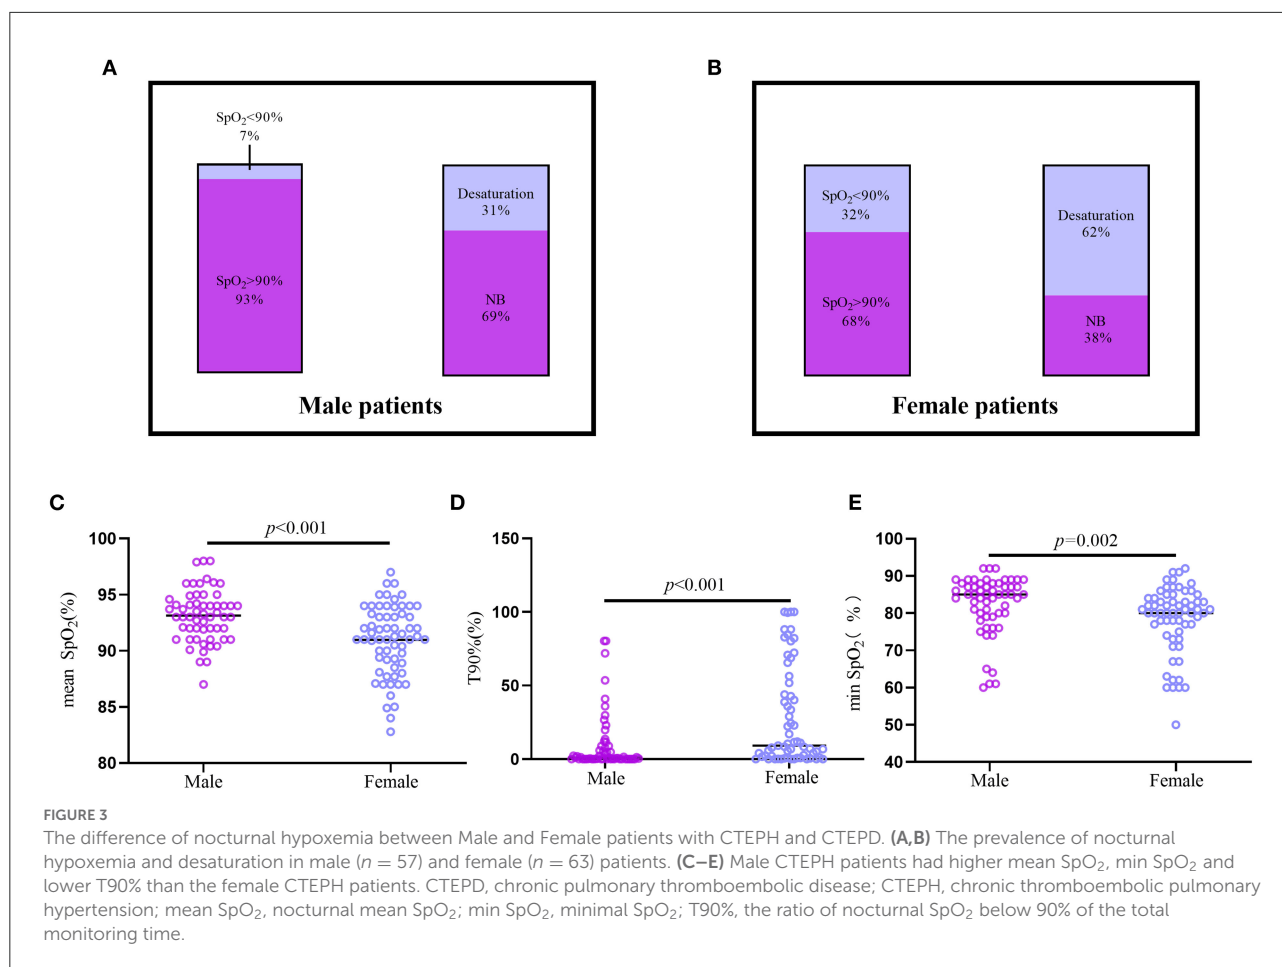 A
SpO2<90%
7%
SpO2>90%
93%
Desaturation
31%
NB
69%
Male patients
B
SpO2<90%
32%
SpO2>90%
68%
Desaturation
62%
NB
38%
Female patients
C
p<0.001
mean SpO2(%)
100
95
90
85
80
Male
Female
D
p<0.001
T90%(%)
150
100
50
0
Male
Female
E
p=0.002
min SpO2( %)
100
90
80
70
60
50
40
Male
Female
FIGURE 3
The difference of nocturnal hypoxemia between Male and Female patients with CTEPH and CTEPD. (A,B) The prevalence of nocturnal
hypoxemia and desaturation in male (n = 57) and female (n = 63) patients. (C–E) Male CTEPH patients had higher mean SpO2, min SpO2 and
lower T90% than the female CTEPH patients. CTEPD, chronic pulmonary thromboembolic disease; CTEPH, chronic thromboembolic pulmonary
hypertension; mean SpO2, nocturnal mean SpO2; min SpO2, minimal SpO2; T90%, the ratio of nocturnal SpO2 below 90% of the total
monitoring time.